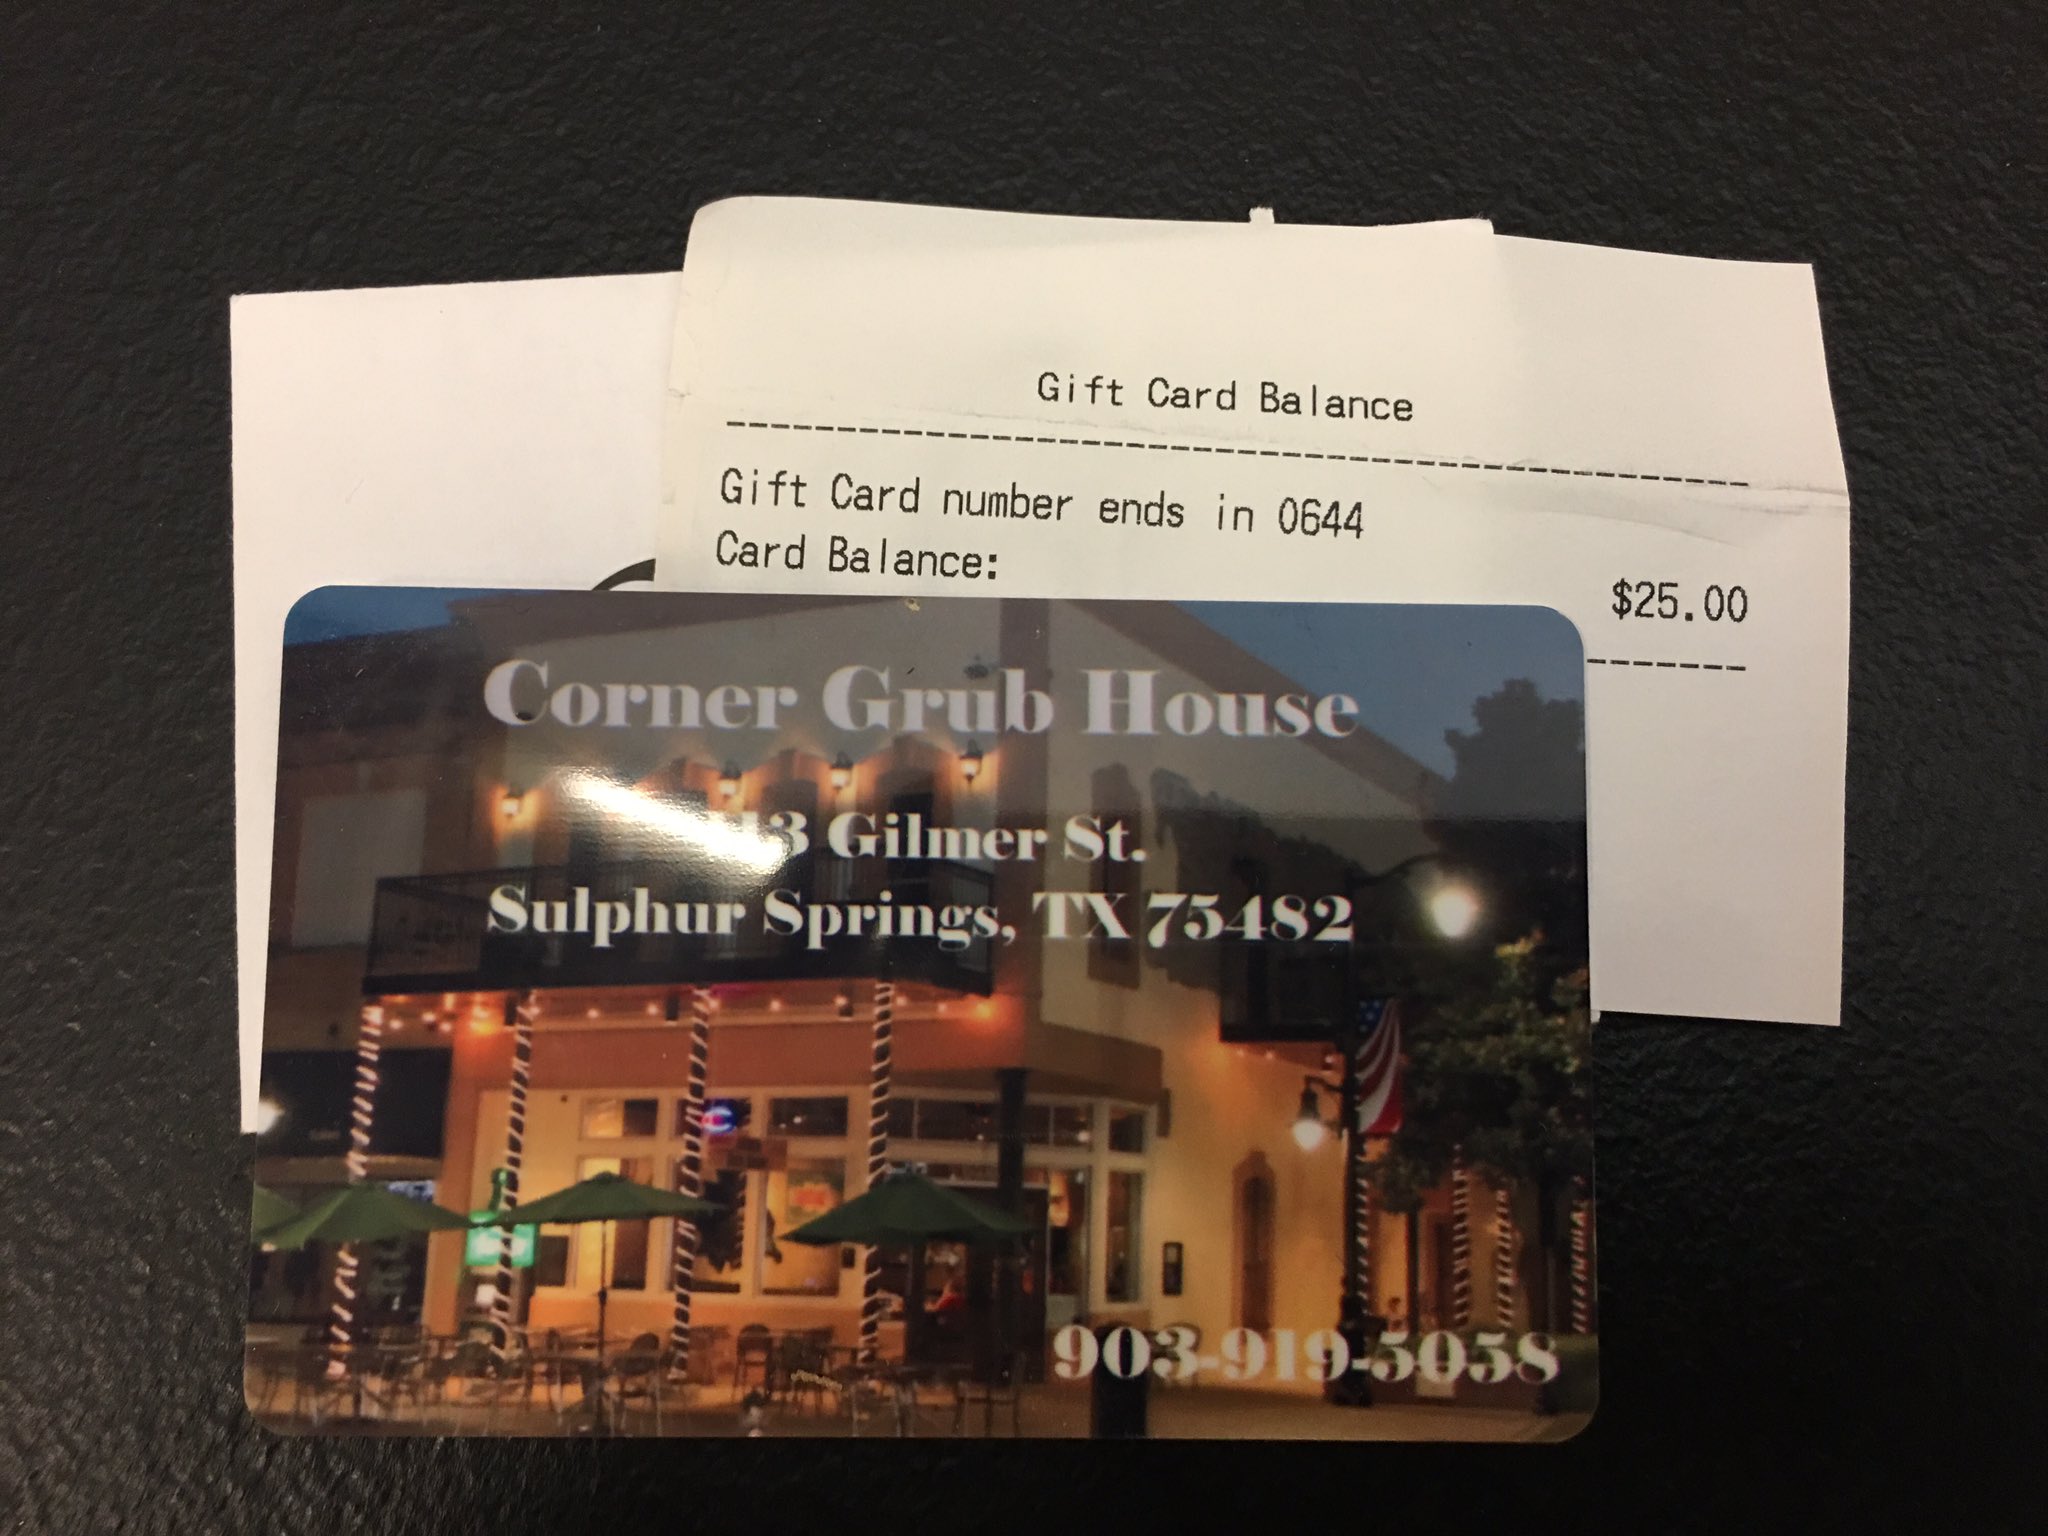 Gift Card Balance
--------------------------------------------------
Gift Card number ends in 0644
Card Balance:
$25.00
Corner Grub House
Gilmer St.
Sulphur Springs, TX 75482
903-919-5058